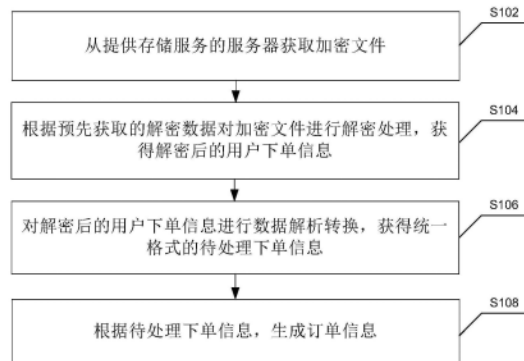 S102
从提供存储服务的服务器获取加密文件
S104
根据预先获取的解密数据对加密文件进行解密处理，获
得解密后的用户下单信息
S106
对解密后的用户下单信息进行数据解析转换，获得统一
格式的待处理下单信息
S108
根据待处理下单信息，生成订单信息